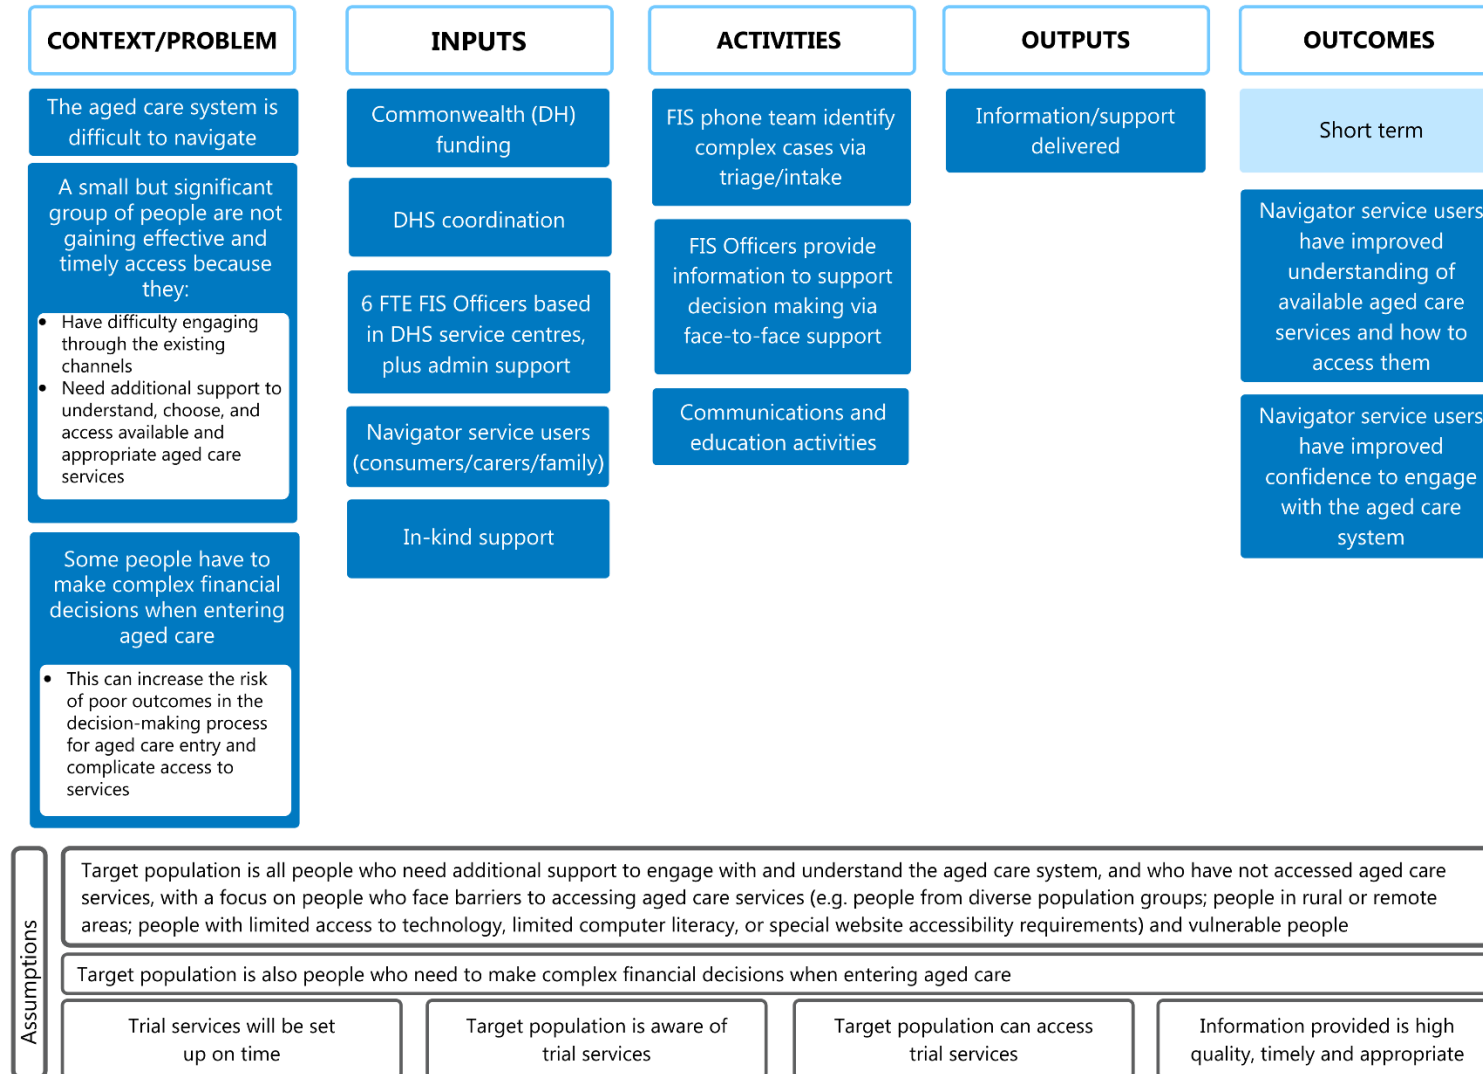 CONTEXT/PROBLEM
The aged care system is
difficult to navigate
A small but significant
group of people are not
gaining effective and
timely access because
they:
• Have difficulty engaging
through the existing
channels
• Need additional support to
understand, choose, and
access available and
appropriate aged care
services
Some people have to
make complex financial
decisions when entering
aged care
• This can increase the risk
of poor outcomes in the
decision-making process
for aged care entry and
complicate access to
services
INPUTS
Commonwealth (DH)
funding
DHS coordination
6 FTE FIS Officers based
in DHS service centres,
plus admin support
Navigator service users
(consumers/carers/family)
In-kind support
ACTIVITIES
FIS phone team identify
complex cases via
triage/intake
FIS Officers provide
information to support
decision making via
face-to-face support
Communications and
education activities
OUTPUTS
Information/support
delivered
OUTCOMES
Short term
Navigator service users
have improved
understanding of
available aged care
services and how to
access them
Navigator service users
have improved
confidence to engage
with the aged care
system
Assumptions
Target population is all people who need additional support to engage with and understand the aged care system, and who have not accessed aged care
services, with a focus on people who face barriers to accessing aged care services (e.g. people from diverse population groups; people in rural or remote
areas; people with limited access to technology, limited computer literacy, or special website accessibility requirements) and vulnerable people
Target population is also people who need to make complex financial decisions when entering aged care
Trial services will be set
up on time
Target population is aware of
trial services
Target population can access
trial services
Information provided is high
quality, timely and appropriate